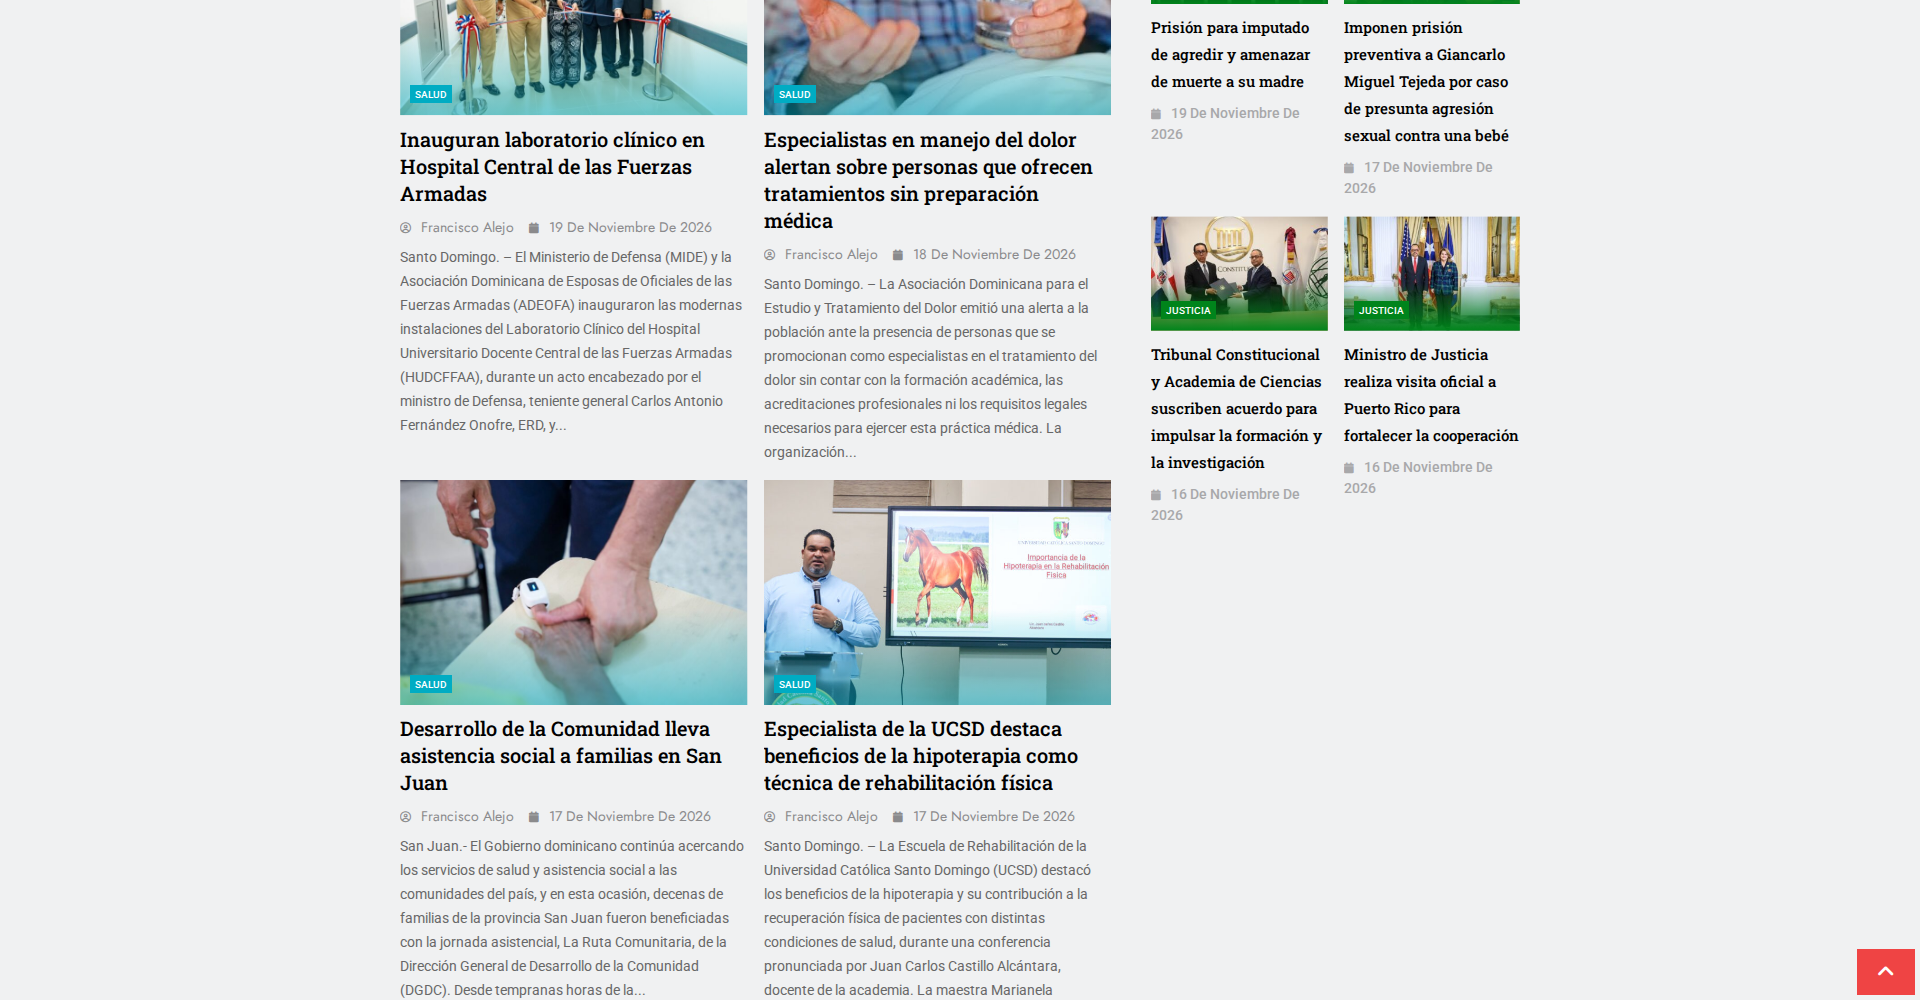 SALUD
Inauguran laboratorio clínico en
Hospital Central de las Fuerzas
Armadas
Francisco Alejo 19 De Noviembre De 2026
Santo Domingo. – El Ministerio de Defensa (MIDE) y la
Asociación Dominicana de Esposas de Oficiales de las
Fuerzas Armadas (ADEOFA) inauguraron las modernas
instalaciones del Laboratorio Clínico del Hospital
Universitario Docente Central de las Fuerzas Armadas
(HUDCFFAA), durante un acto encabezado por el
ministro de Defensa, teniente general Carlos Antonio
Fernández Onofre, ERD, y...
SALUD
Especialistas en manejo del dolor
alertan sobre personas que ofrecen
tratamientos sin preparación
médica
Francisco Alejo 18 De Noviembre De 2026
Santo Domingo. – La Asociación Dominicana para el
Estudio y Tratamiento del Dolor emitió una alerta a la
población ante la presencia de personas que se
promocionan como especialistas en el tratamiento del
dolor sin contar con la formación académica, las
acreditaciones profesionales ni los requisitos legales
necesarios para ejercer esta práctica médica. La
organización...
SALUD
Desarrollo de la Comunidad lleva
asistencia social a familias en San
Juan
Francisco Alejo 17 De Noviembre De 2026
San Juan.- El Gobierno dominicano continúa acercando
los servicios de salud y asistencia social a las
comunidades del país, y en esta ocasión, decenas de
familias de la provincia San Juan fueron beneficiadas
con la jornada asistencial, La Ruta Comunitaria, de la
Dirección General de Desarrollo de la Comunidad
(DGDC). Desde tempranas horas de la...
UNIVERSIDAD CATÓLICA SANTO DOMINGO
Importancia de la
Hipoterapia en la Rehabilitación
Fisica
SALUD
Especialista de la UCSD destaca
beneficios de la hipoterapia como
técnica de rehabilitación física
Francisco Alejo 17 De Noviembre De 2026
Santo Domingo. – La Escuela de Rehabilitación de la
Universidad Católica Santo Domingo (UCSD) destacó
los beneficios de la hipoterapia y su contribución a la
recuperación física de pacientes con distintas
condiciones de salud, durante una conferencia
pronunciada por Juan Carlos Castillo Alcántara,
docente de la academia. La maestra Marianela
Prisión para imputado
de agredir y amenazar
de muerte a su madre
19 De Noviembre De
2026
Imponen prisión
preventiva a Giancarlo
Miguel Tejeda por caso
de presunta agresión
sexual contra una bebé
17 De Noviembre De
2026
JUSTICIA
Tribunal Constitucional
y Academia de Ciencias
suscriben acuerdo para
impulsar la formación y
la investigación
16 De Noviembre De
2026
JUSTICIA
Ministro de Justicia
realiza visita oficial a
Puerto Rico para
fortalecer la cooperación
16 De Noviembre De
2026